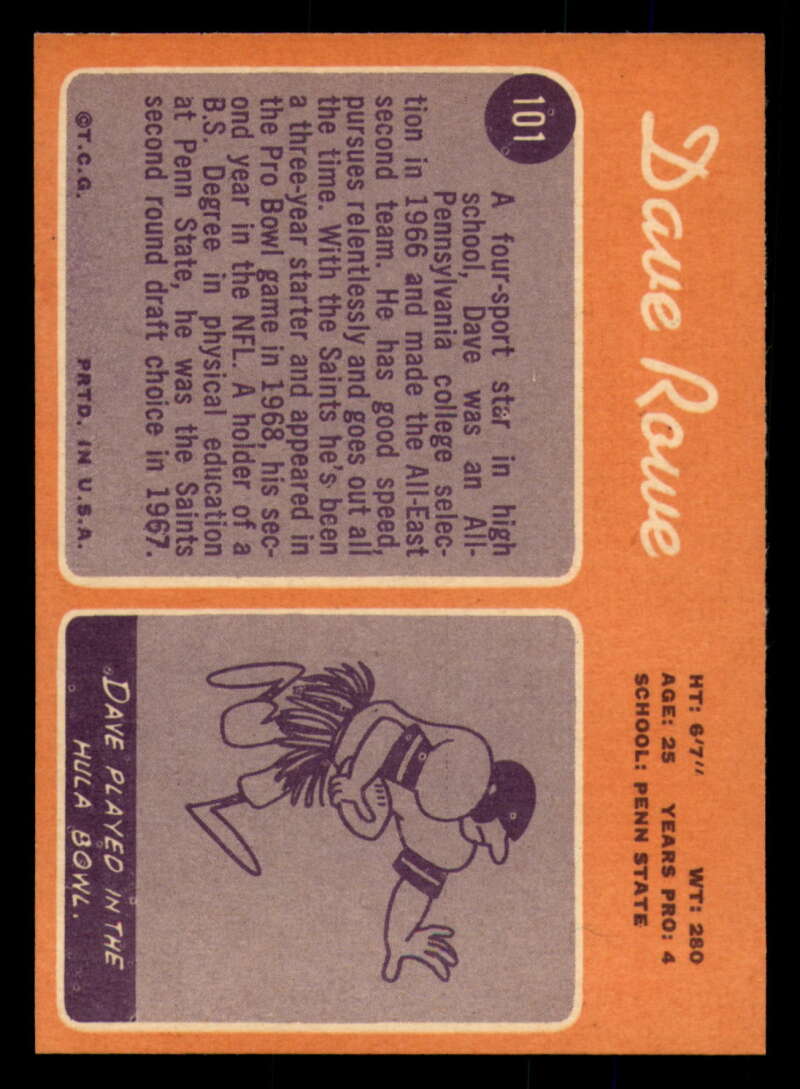 Dave Rowe
HT: 6'7" WT: 280
AGE: 25 YEARS PRO: 4
SCHOOL: PENN STATE
101
A four-sport star in high
school, Dave was an All-
Pennsylvania college selec-
tion in 1966 and made the All-East
second team. He has good speed,
pursues relentlessly and goes out all
the time. With the Saints he's been
a three-year starter and appeared in
the Pro Bowl game in 1968, his sec-
ond year in the NFL. A holder of a
B.S. Degree in physical education
at Penn State, he was the Saints
second round draft choice in 1967.
©T.C.G. PRTD. IN U.S.A.
DAVE PLAYED IN THE
HULA BOWL.